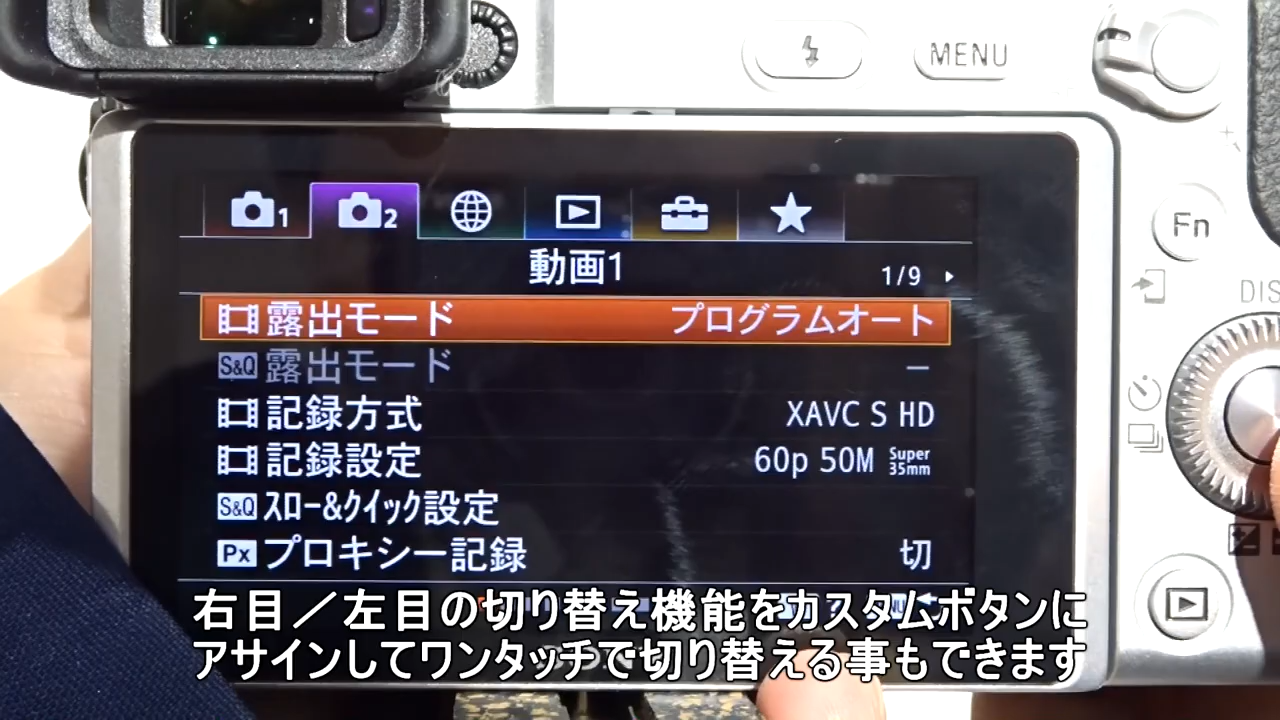 MENU
Fn
DIS
1
2
動画1
1/9
露出モード プログラムオート
S&Q 露出モード –
記録方式 XAVC S HD
記録設定 60p 50M Super 35mm
S&Q ｽﾛｰ&ｸｲｯｸ設定
Px プロキシー記録 切
右目／左目の切り替え機能をカスタムボタンに
アサインしてワンタッチで切り替える事もできます